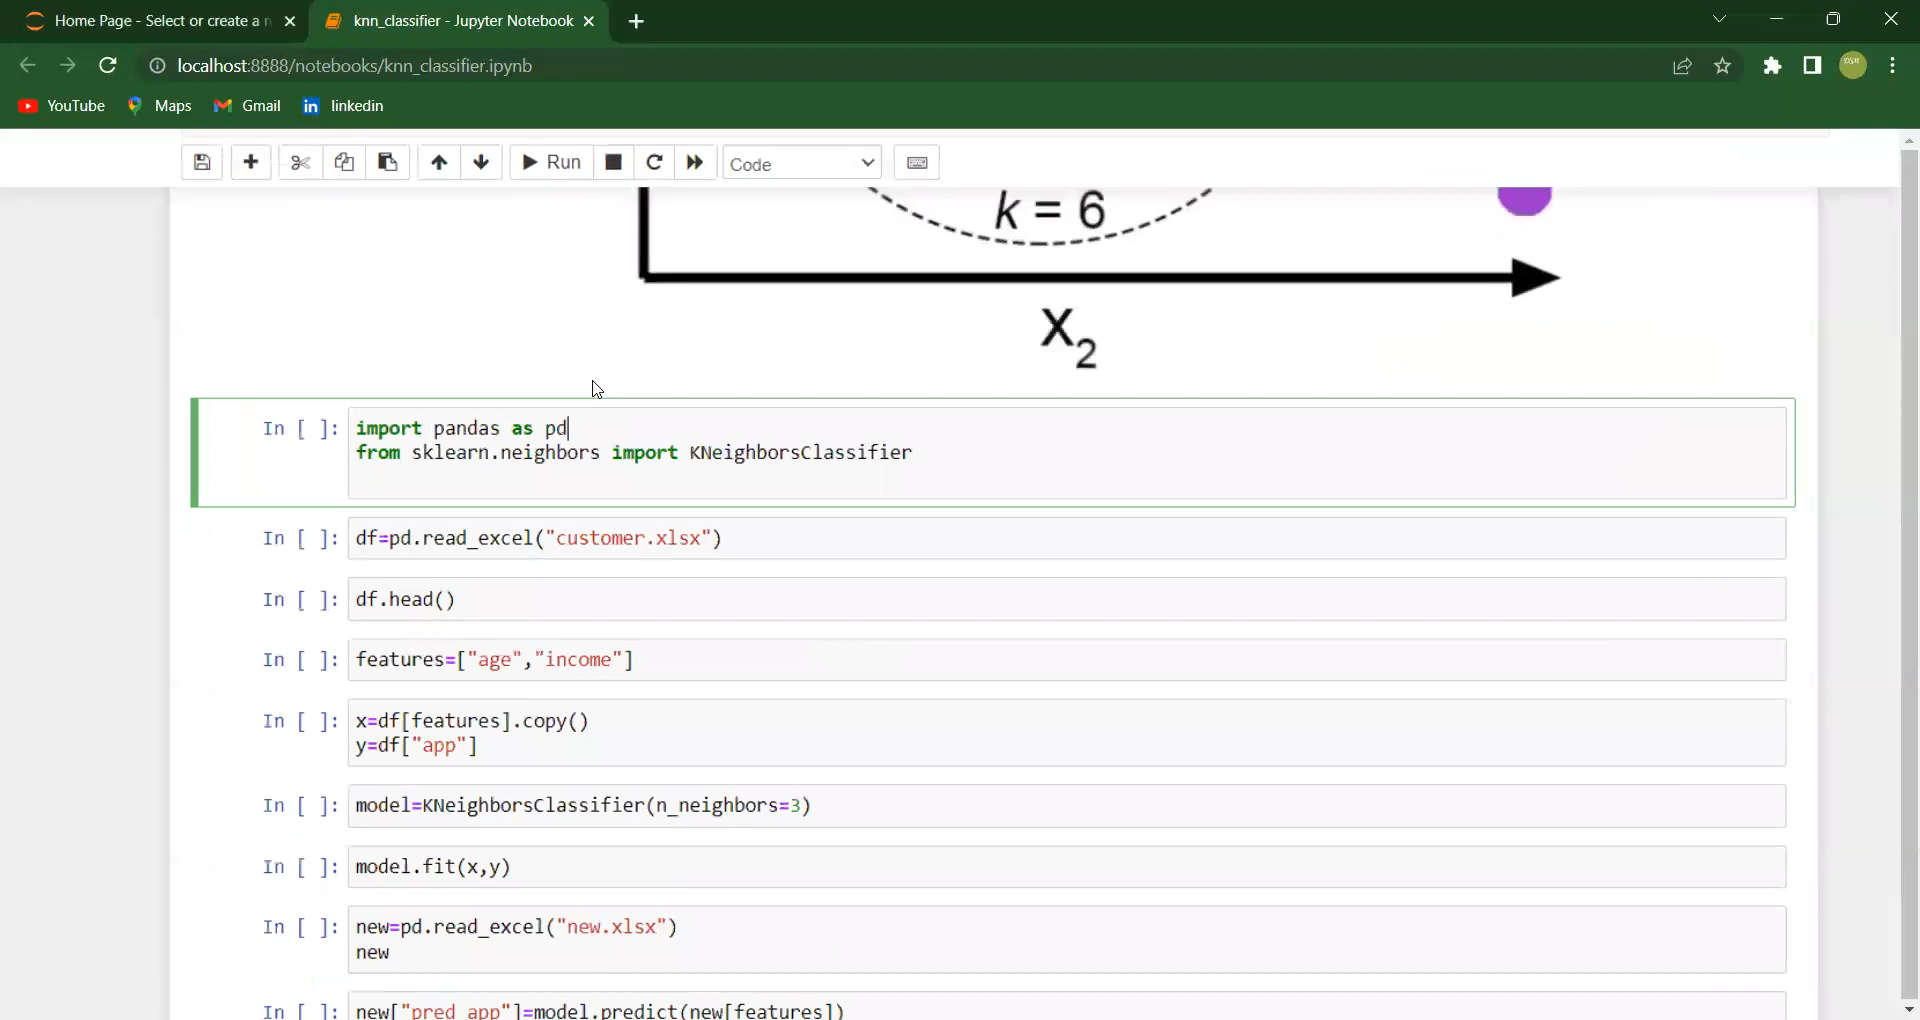 Home Page - Select or create a n
knn_classifier - Jupyter Notebook
localhost:8888/notebooks/knn_classifier.ipynb
YouTube
Maps
Gmail
linkedin
Run
Code
k = 6
X2
In [ ]: import pandas as pd
from sklearn.neighbors import KNeighborsClassifier
In [ ]: df=pd.read_excel("customer.xlsx")
In [ ]: df.head()
In [ ]: features=["age","income"]
In [ ]: x=df[features].copy()
y=df["app"]
In [ ]: model=KNeighborsClassifier(n_neighbors=3)
In [ ]: model.fit(x,y)
In [ ]: new=pd.read_excel("new.xlsx")
new
In [ ]: new["pred_app"]=model.predict(new[features])